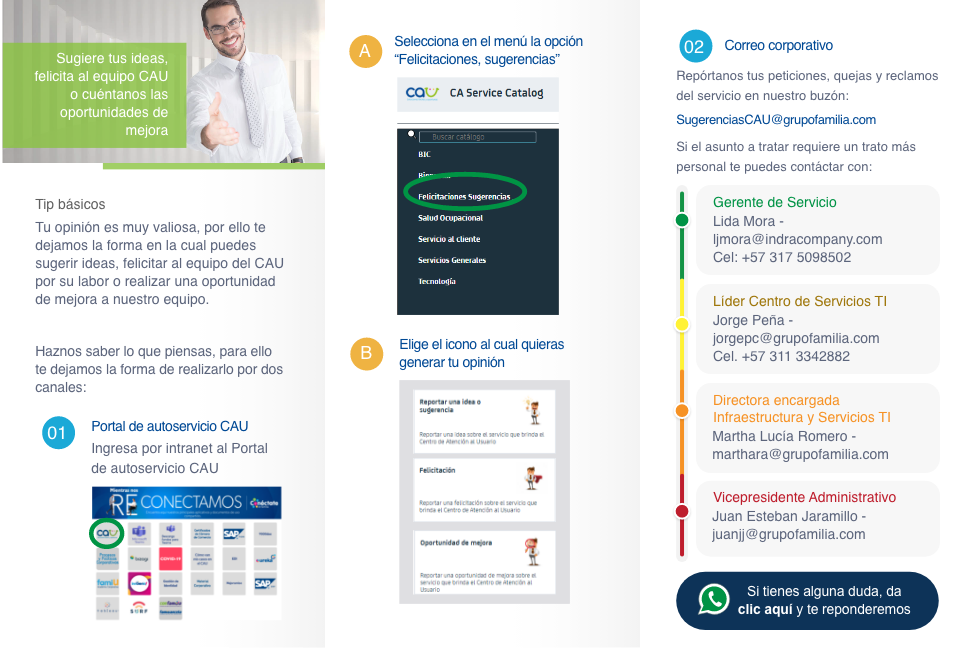 Sugiere tus ideas,
felicita al equipo CAU
o cuéntanos las
oportunidades de
mejora
Tip básicos
Tu opinión es muy valiosa, por ello te
dejamos la forma en la cual puedes
sugerir ideas, felicitar al equipo del CAU
por su labor o realizar una oportunidad
de mejora a nuestro equipo.
Haznos saber lo que piensas, para ello
te dejamos la forma de realizarlo por dos
canales:
01
Portal de autoservicio CAU
Ingresa por intranet al Portal
de autoservicio CAU
Mientras nos
RECONECTAMOS
Conéctate
CAU
SAP
familia
SAP
SURF
A
Selecciona en el menú la opción
“Felicitaciones, sugerencias”
CAU CA Service Catalog
Buscar catálogo
BIC
Felicitaciones Sugerencias
Salud Ocupacional
Servicio al cliente
Servicios Generales
Tecnología
B
Elige el icono al cual quieras
generar tu opinión
Reportar una idea o
sugerencia
Reportar una idea sobre el servicio que brinda el
Centro de Atención al Usuario
Felicitación
Reportar una felicitación sobre el servicio que
brinda el Centro de Atención al Usuario
Oportunidad de mejora
Reportar una oportunidad de mejora sobre el
servicio que brinda el Centro de Atención al
Usuario
02
Correo corporativo
Repórtanos tus peticiones, quejas y reclamos
del servicio en nuestro buzón:
SugerenciasCAU@grupofamilia.com
Si el asunto a tratar requiere un trato más
personal te puedes contáctar con:
Gerente de Servicio
Lida Mora -
ljmora@indracompany.com
Cel: +57 317 5098502
Lider Centro de Servicios TI
Jorge Peña -
jorgepc@grupofamilia.com
Cel. +57 311 3342882
Directora encargada
Infraestructura y Servicios TI
Martha Lucía Romero -
marthara@grupofamilia.com
Vicepresidente Administrativo
Juan Esteban Jaramillo -
juanjj@grupofamilia.com
Si tienes alguna duda, da
clic aquí y te reponderemos